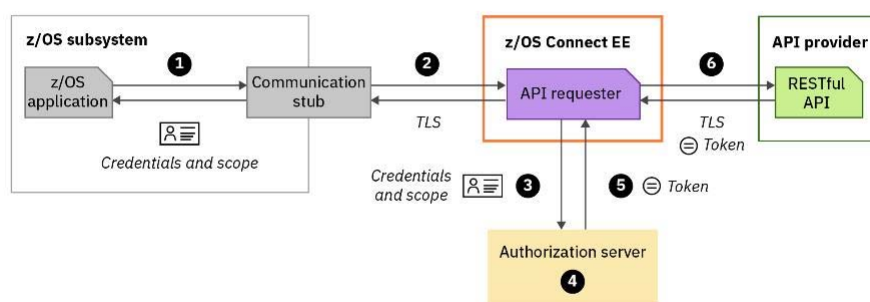 z/OS subsystem
z/OS Connect EE
API provider
1
2
6
z/OS
application
Communication
stub
API requester
RESTful
API
TLS
TLS
Token
Credentials and scope
Credentials
and scope
3
5
Token
Authorization server
4